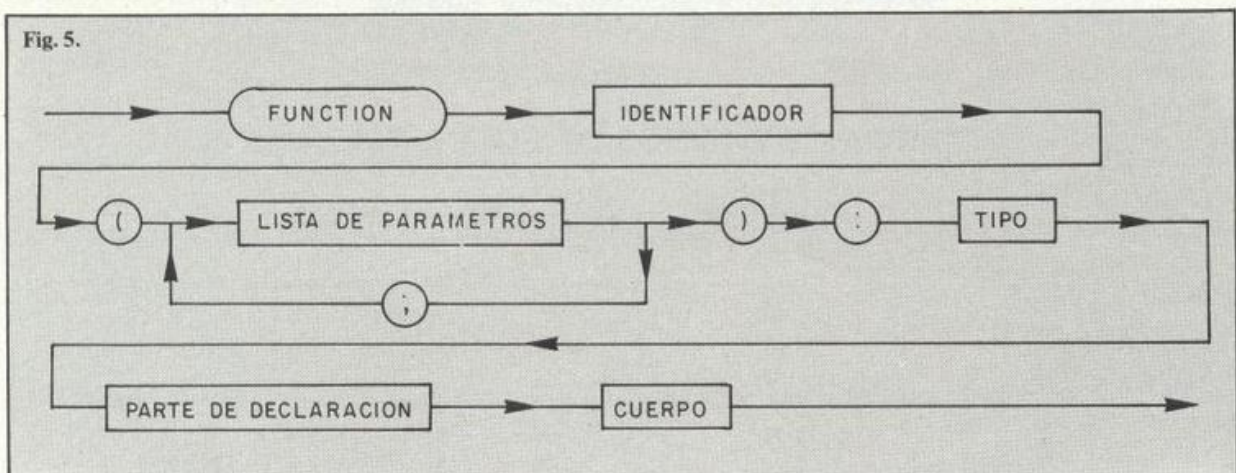 Fig. 5.
FUNCTION IDENTIFICADOR
( LISTA DE PARAMETROS ) : TIPO
;
PARTE DE DECLARACION CUERPO